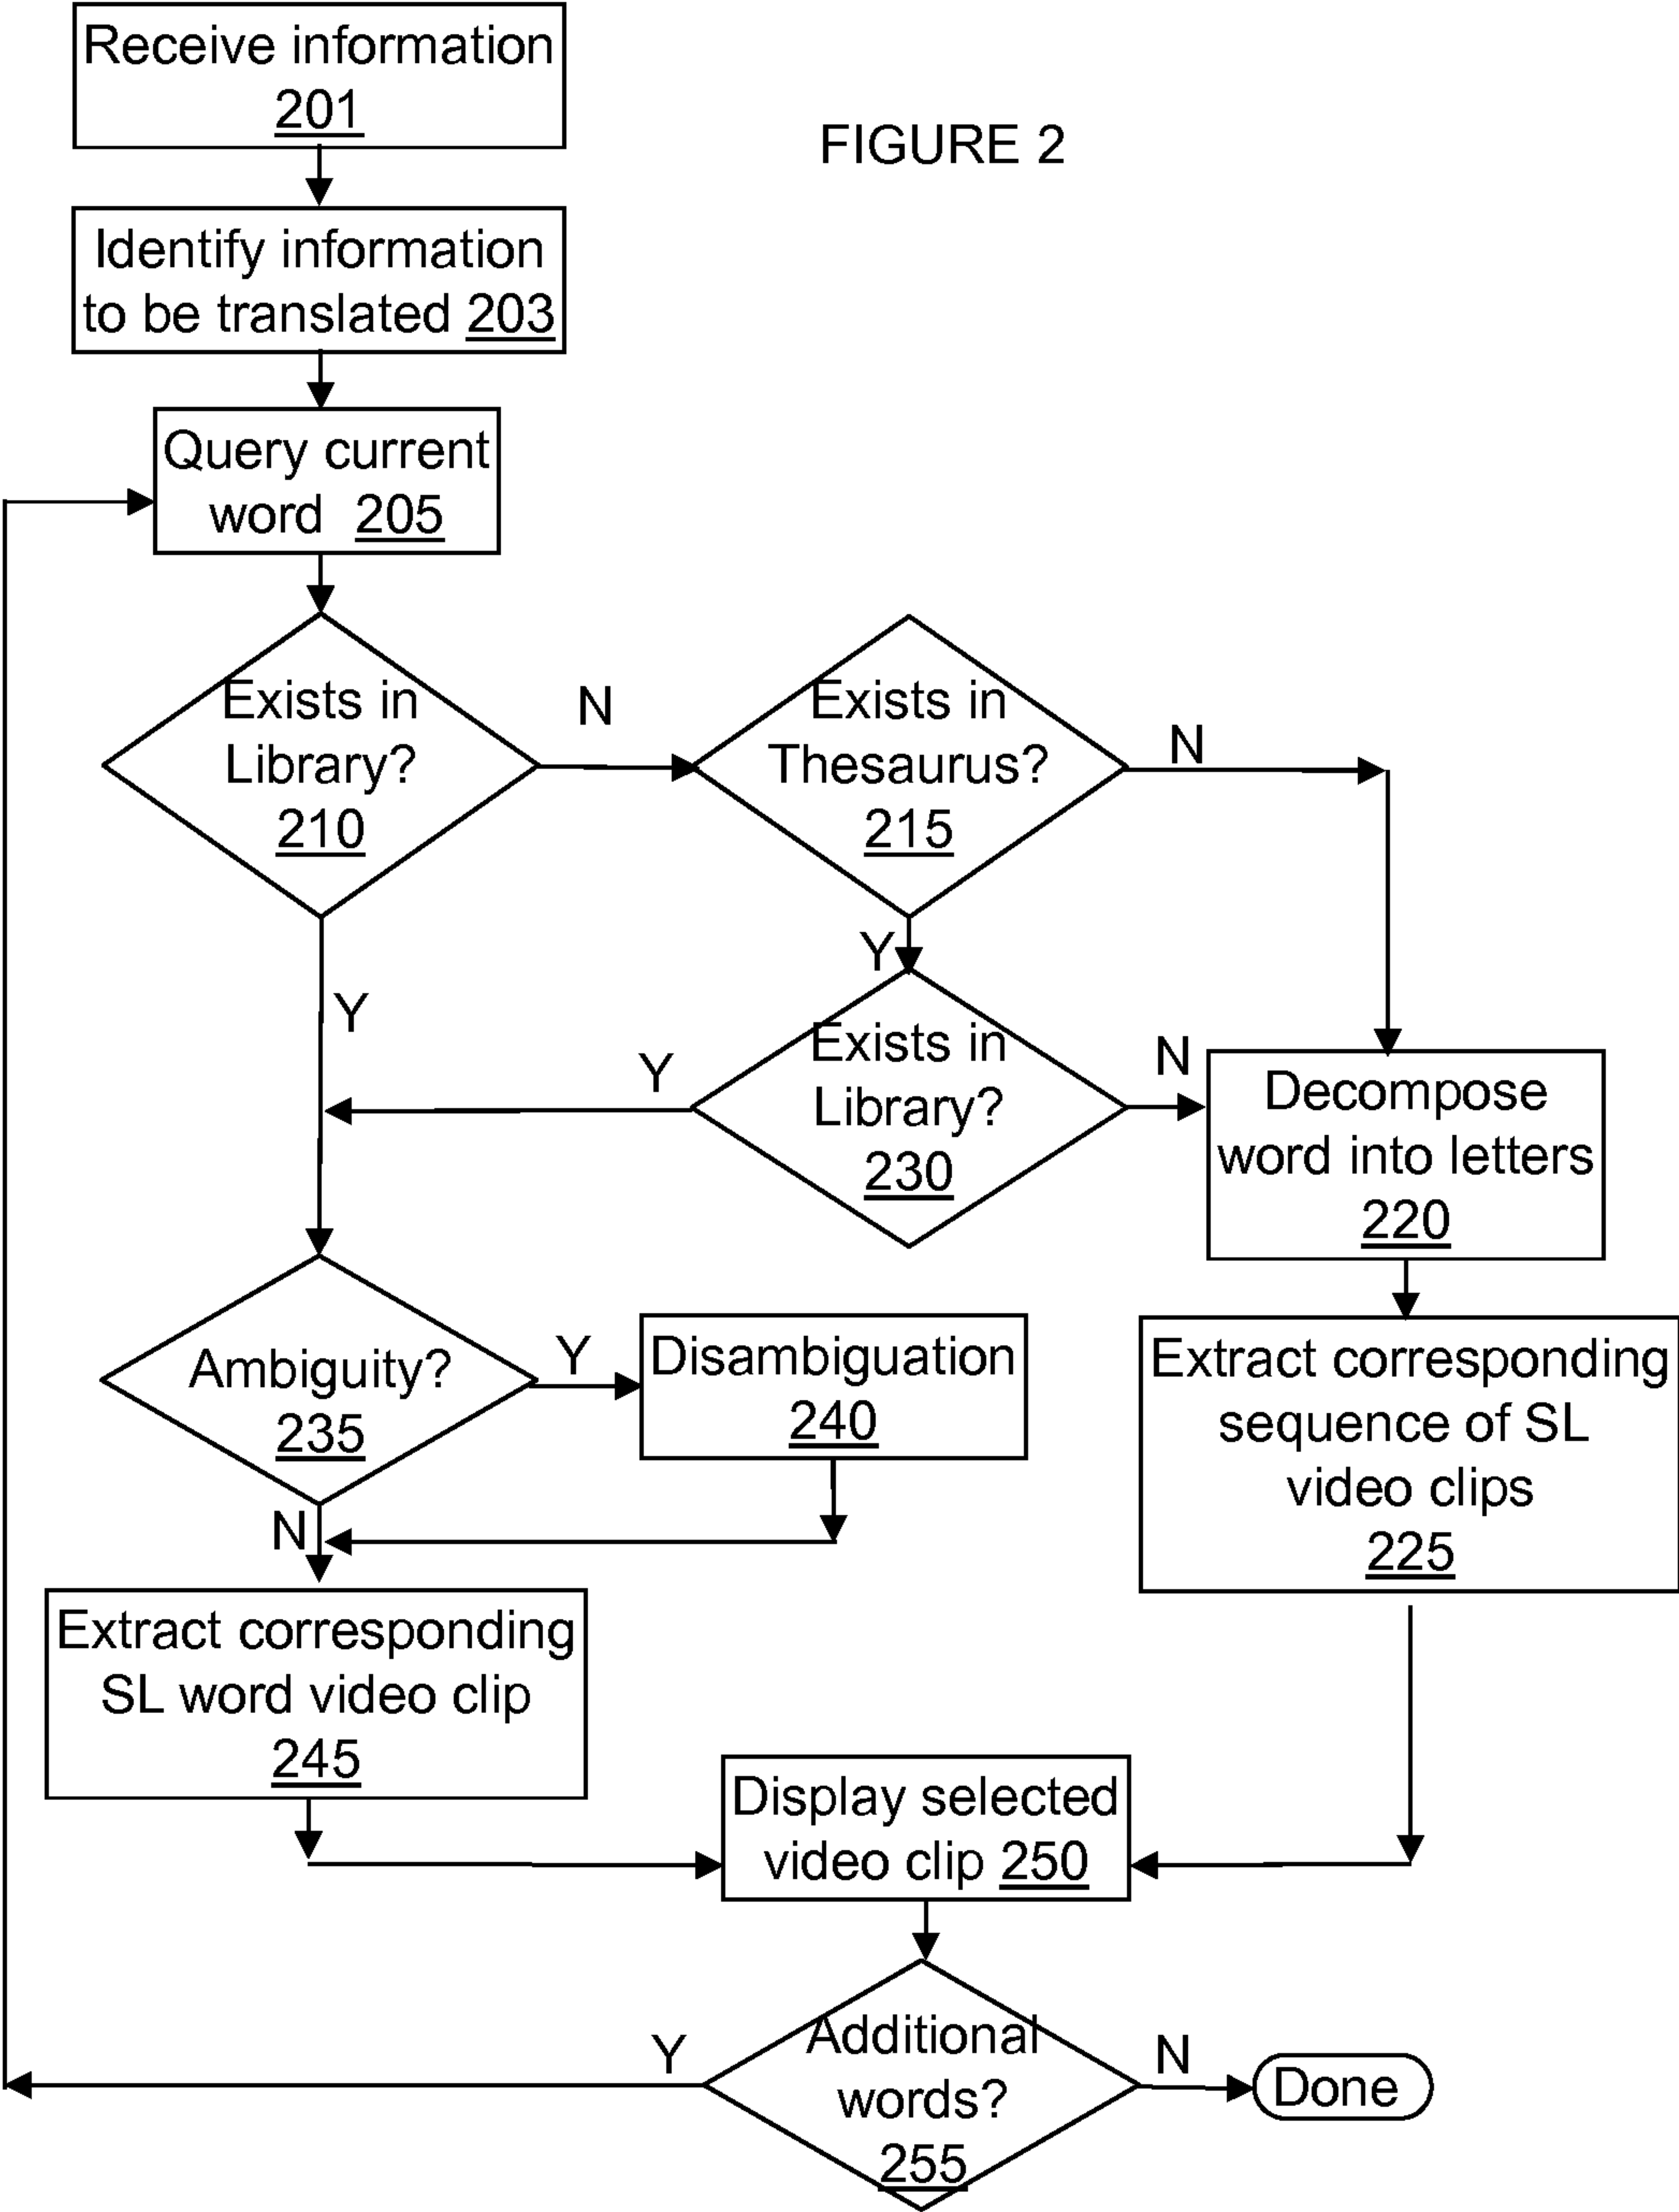 Receive information
201
FIGURE 2
Identify information
to be translated 203
Query current
word 205
Exists in
Library?
210
N
Exists in
Thesaurus?
215
N
Y
Y
Exists in
Library?
230
Y
N
Decompose
word into letters
220
Ambiguity?
235
Y
Disambiguation
240
N
Extract corresponding
sequence of SL
video clips
225
Extract corresponding
SL word video clip
245
Display selected
video clip 250
Additional
words?
255
Y
N
Done